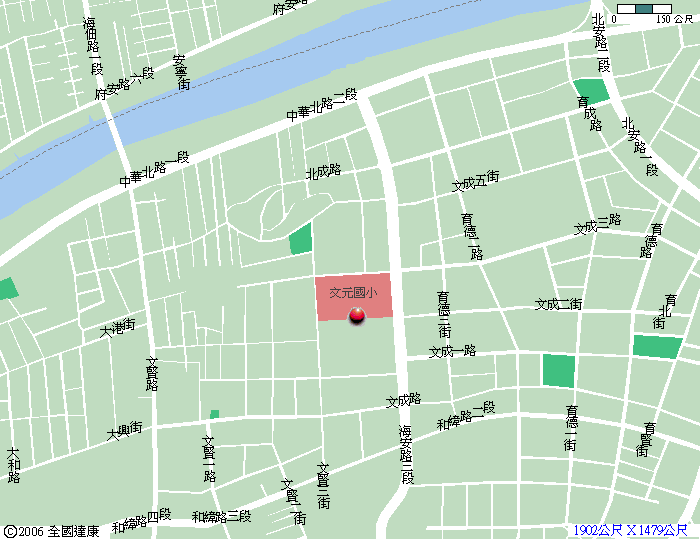 府安路
海佃路一段
安寧街
府安路六段
北安路二段
0 150 公尺
中華北路二段
育成路
北安路一段
中華北路一段
北成路
文成五街
育德二路
文成三路
育德路
文元國小
育德三街
文成二街
育北街
大港街
文賢路
文成一路
文成路
大興街
和緯路二段
海安路三段
育德一街
育賢街
大和路
文賢一路
文賢三街
文賢二街
和緯路四段
和緯路三段
©2006 全國達康
1902公尺 X 1479公尺